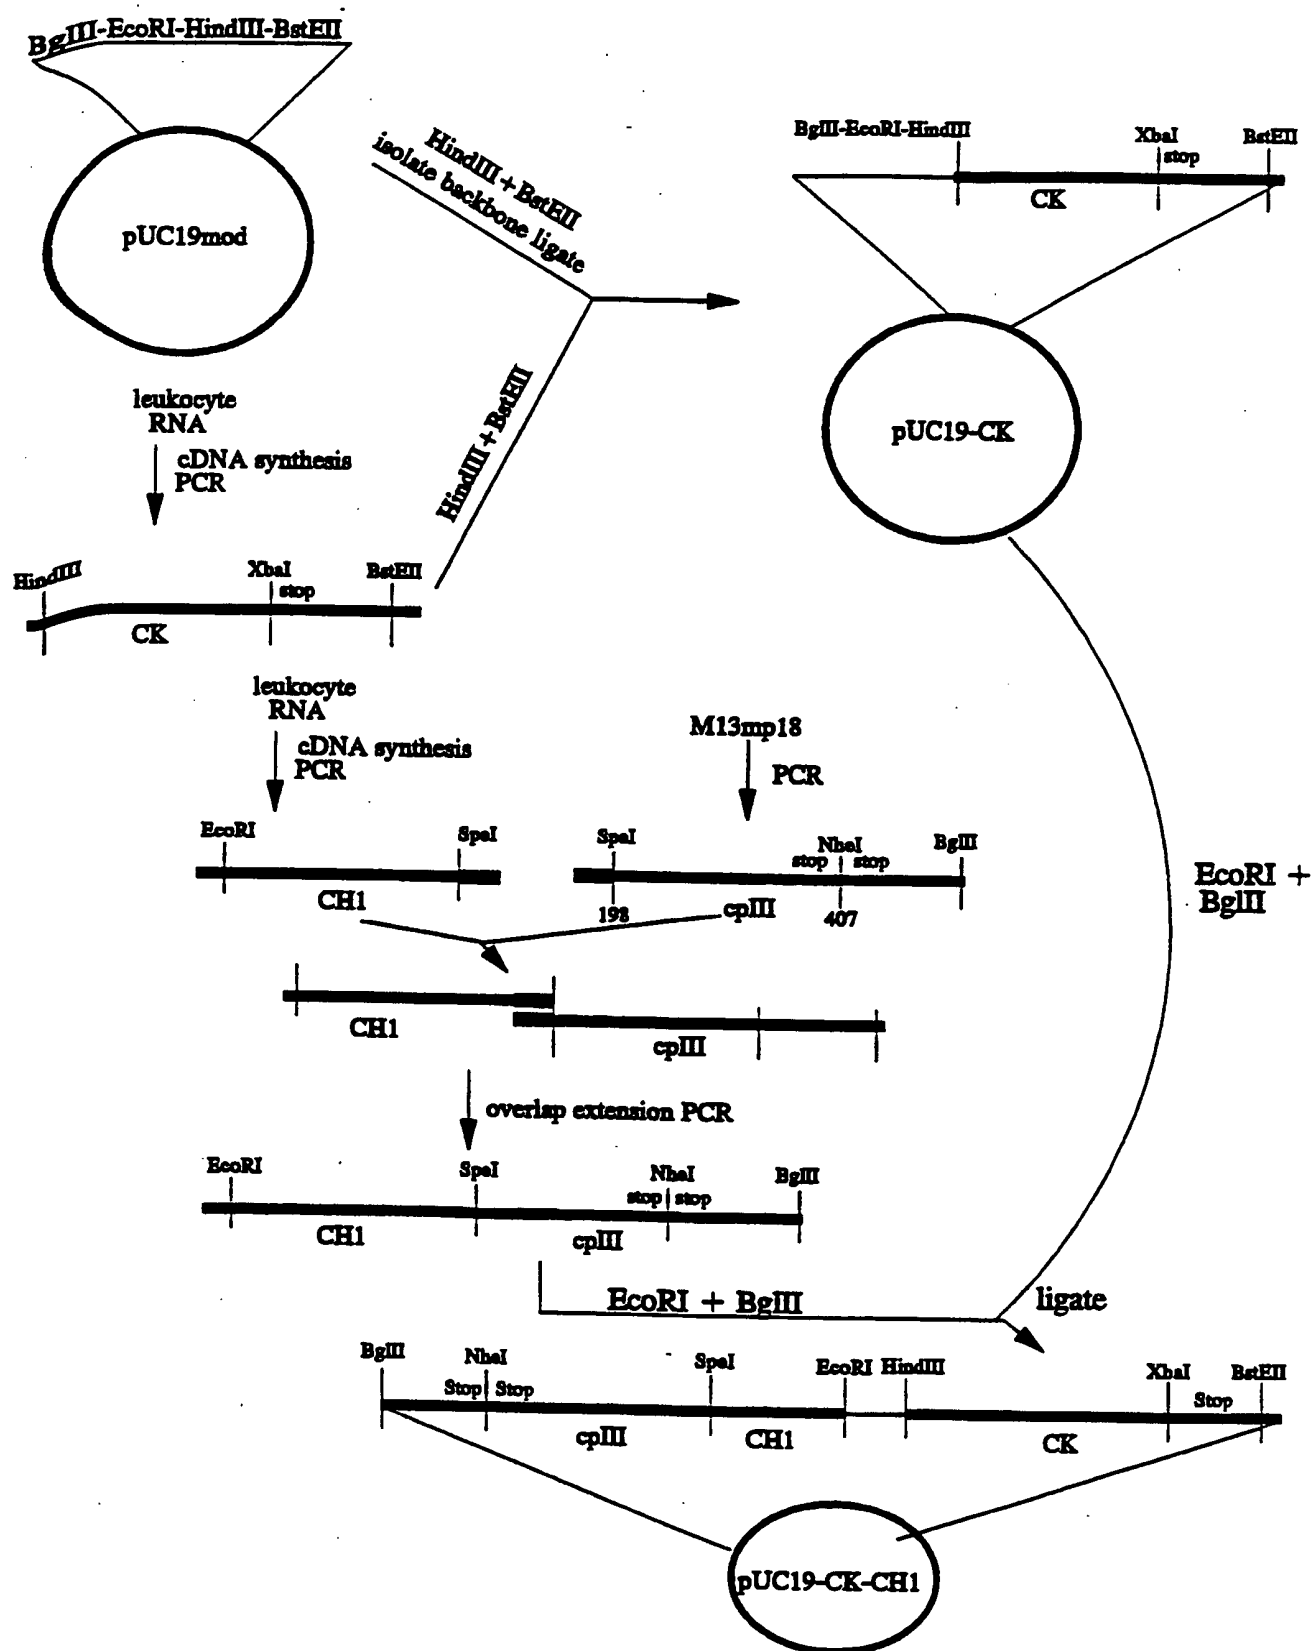 BglII-EcoRI-HindIII-BstEII
pUC19mod
HindIII+BstEII
isolate backbone ligate
BglII-EcoRI-HindIII
XbaI
stop
BstEII
CK
pUC19-CK
leukocyte
RNA
cDNA synthesis
PCR
HindIII+BstEII
HindIII
XbaI
stop
BstEII
CK
leukocyte
RNA
cDNA synthesis
PCR
M13mp18
PCR
EcoRI
SpeI
CH1
SpeI
NheI
stop stop
BglII
198
cpIII
407
EcoRI +
BglII
CH1
cpIII
overlap extension PCR
EcoRI
SpeI
NheI
stop stop
BglII
CH1
cpIII
EcoRI + BglII
ligate
BglII
NheI
Stop Stop
SpeI
EcoRI HindIII
XbaI
Stop
BstEII
cpIII
CH1
CK
pUC19-CK-CH1